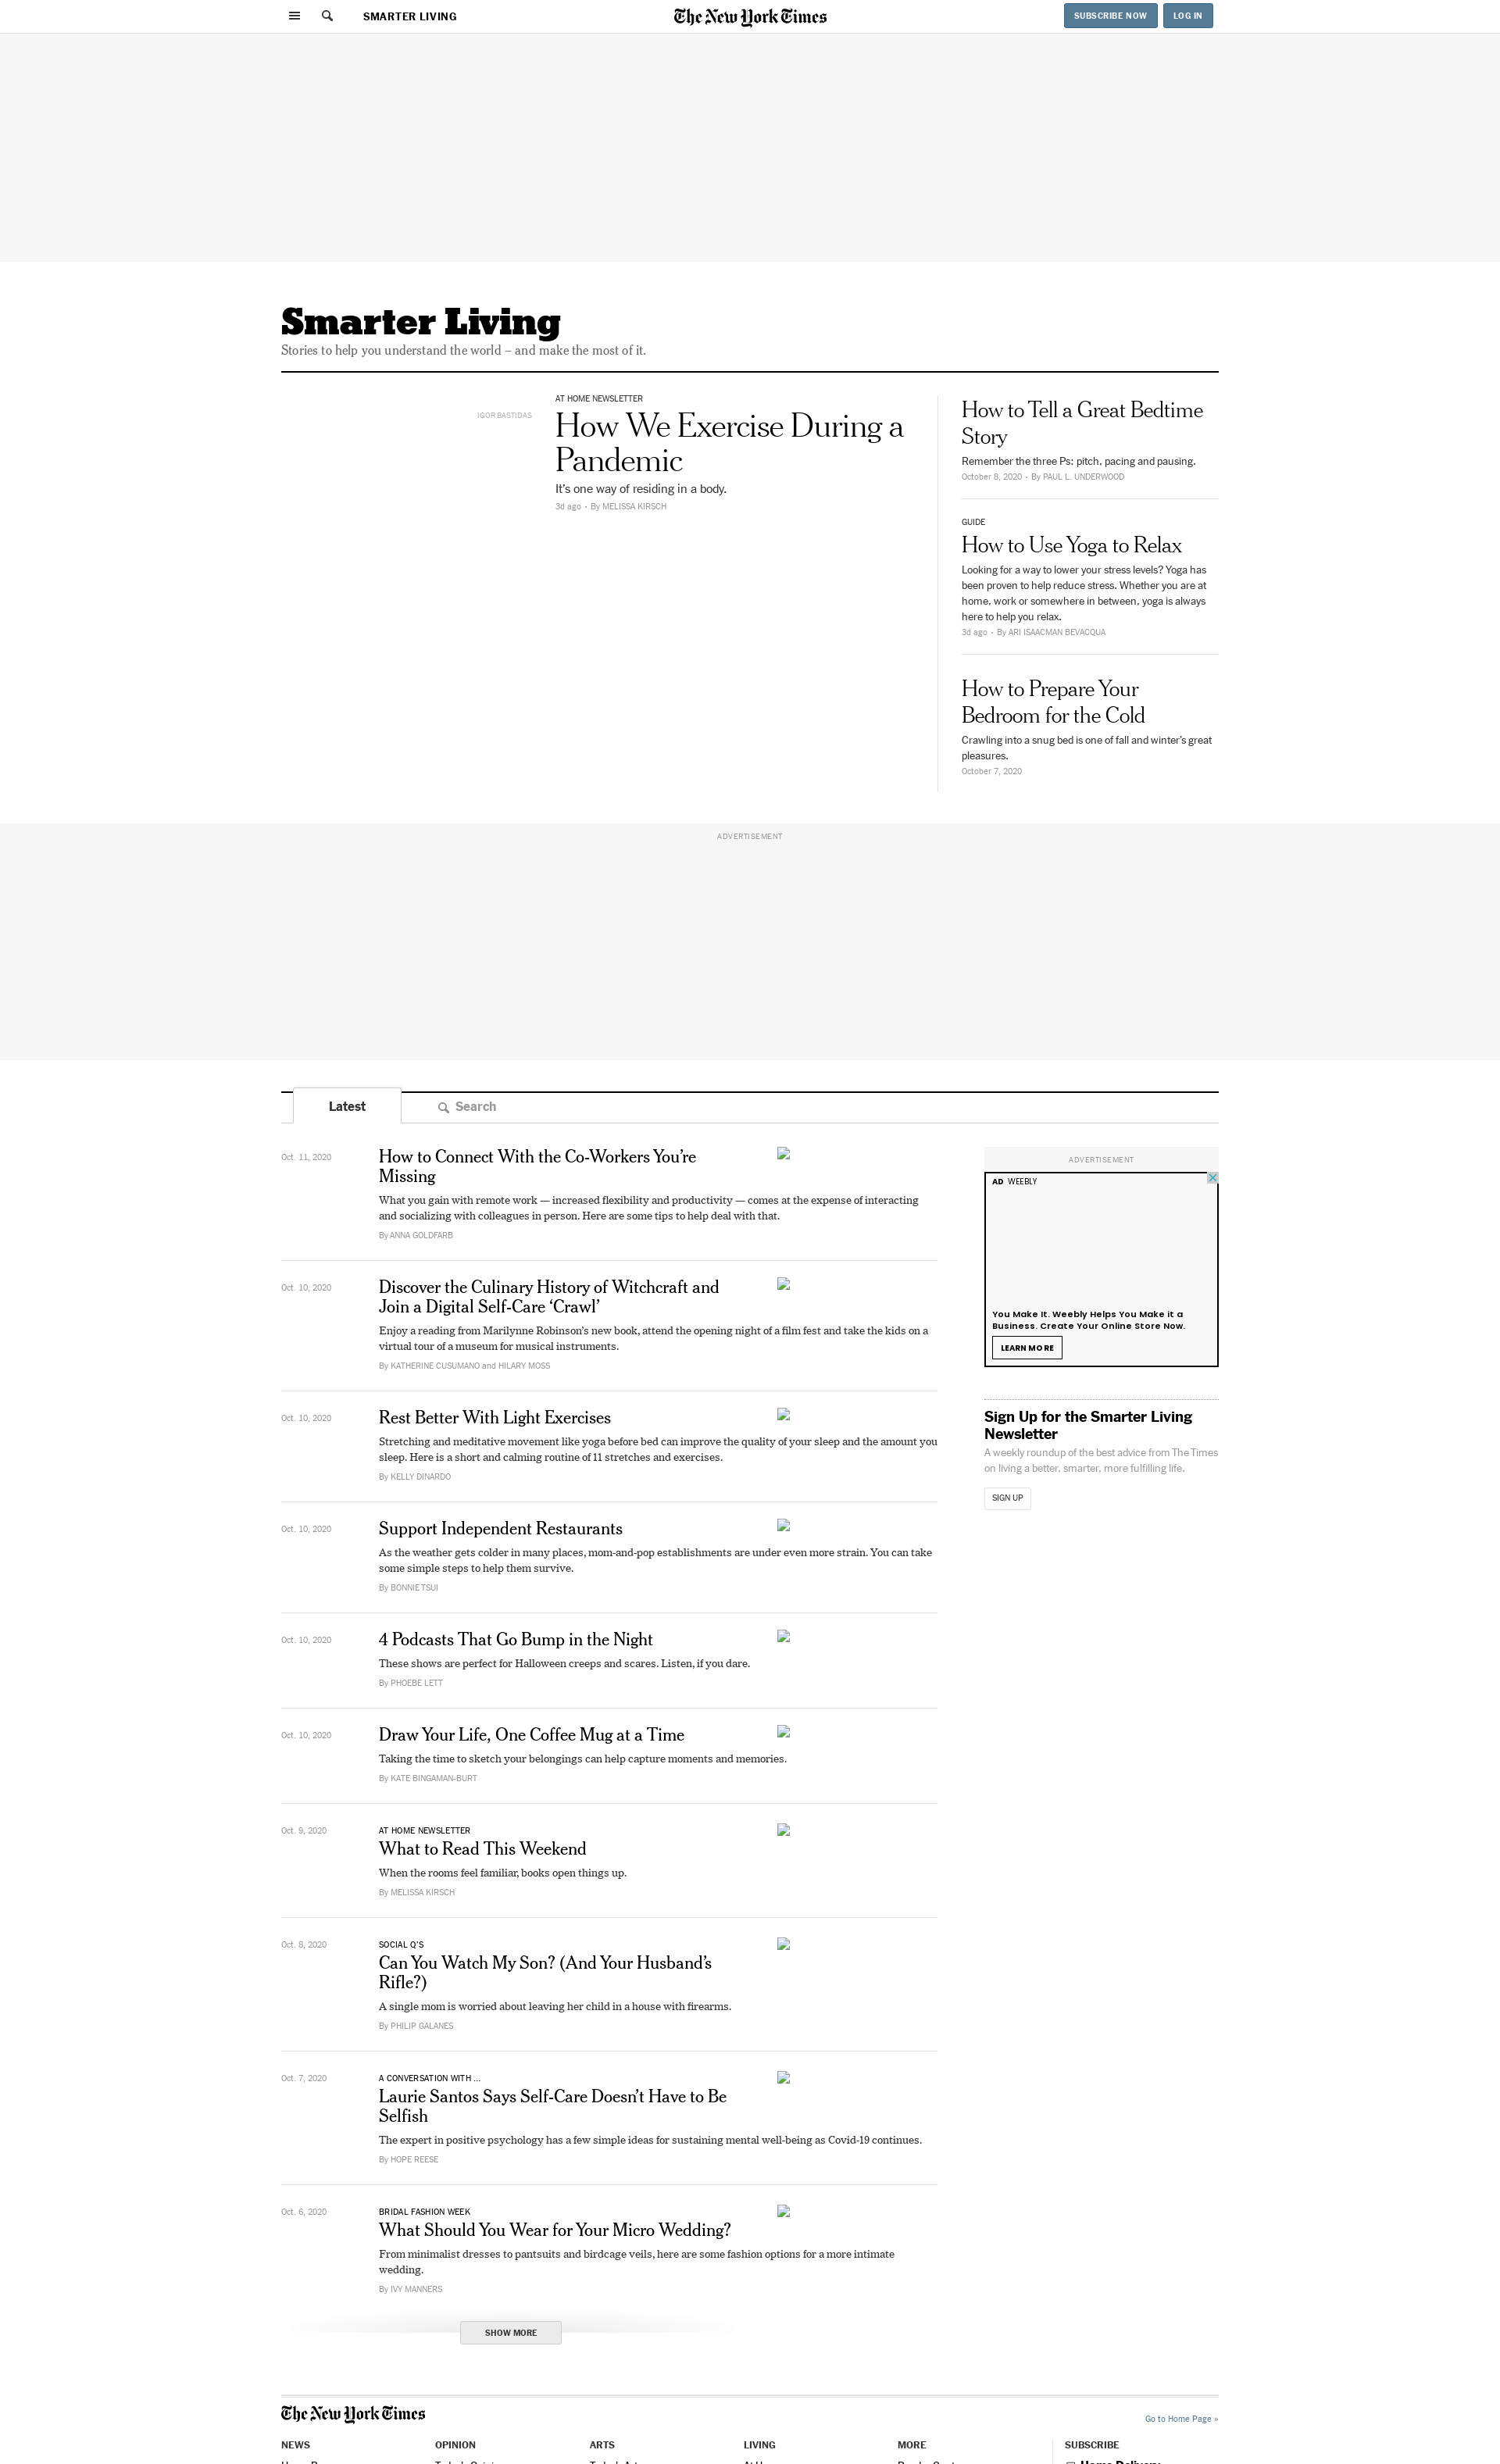 SMARTER LIVING
The New York Times
SUBSCRIBE NOW
LOG IN
Smarter Living
Stories to help you understand the world – and make the most of it.
IGOR BASTIDAS
AT HOME NEWSLETTER
How We Exercise During a
Pandemic
It’s one way of residing in a body.
3d ago • By MELISSA KIRSCH
How to Tell a Great Bedtime
Story
Remember the three Ps: pitch, pacing and pausing.
October 8, 2020 • By PAUL L. UNDERWOOD
GUIDE
How to Use Yoga to Relax
Looking for a way to lower your stress levels? Yoga has
been proven to help reduce stress. Whether you are at
home, work or somewhere in between, yoga is always
here to help you relax.
3d ago • By ARI ISAACMAN BEVACQUA
How to Prepare Your
Bedroom for the Cold
Crawling into a snug bed is one of fall and winter’s great
pleasures.
October 7, 2020
ADVERTISEMENT
Latest
Search
Oct. 11, 2020
How to Connect With the Co-Workers You’re
Missing
What you gain with remote work — increased flexibility and productivity — comes at the expense of interacting
and socializing with colleagues in person. Here are some tips to help deal with that.
By ANNA GOLDFARB
Oct. 10, 2020
Discover the Culinary History of Witchcraft and
Join a Digital Self-Care ‘Crawl’
Enjoy a reading from Marilynne Robinson’s new book, attend the opening night of a film fest and take the kids on a
virtual tour of a museum for musical instruments.
By KATHERINE CUSUMANO and HILARY MOSS
Oct. 10, 2020
Rest Better With Light Exercises
Stretching and meditative movement like yoga before bed can improve the quality of your sleep and the amount you
sleep. Here is a short and calming routine of 11 stretches and exercises.
By KELLY DINARDO
Oct. 10, 2020
Support Independent Restaurants
As the weather gets colder in many places, mom-and-pop establishments are under even more strain. You can take
some simple steps to help them survive.
By BONNIE TSUI
Oct. 10, 2020
4 Podcasts That Go Bump in the Night
These shows are perfect for Halloween creeps and scares. Listen, if you dare.
By PHOEBE LETT
Oct. 10, 2020
Draw Your Life, One Coffee Mug at a Time
Taking the time to sketch your belongings can help capture moments and memories.
By KATE BINGAMAN-BURT
Oct. 9, 2020
AT HOME NEWSLETTER
What to Read This Weekend
When the rooms feel familiar, books open things up.
By MELISSA KIRSCH
Oct. 8, 2020
SOCIAL Q’S
Can You Watch My Son? (And Your Husband’s
Rifle?)
A single mom is worried about leaving her child in a house with firearms.
By PHILIP GALANES
Oct. 7, 2020
A CONVERSATION WITH ...
Laurie Santos Says Self-Care Doesn’t Have to Be
Selfish
The expert in positive psychology has a few simple ideas for sustaining mental well-being as Covid-19 continues.
By HOPE REESE
Oct. 6, 2020
BRIDAL FASHION WEEK
What Should You Wear for Your Micro Wedding?
From minimalist dresses to pantsuits and birdcage veils, here are some fashion options for a more intimate
wedding.
By IVY MANNERS
SHOW MORE
ADVERTISEMENT
AD WEEBLY
You Make It. Weebly Helps You Make it a
Business. Create Your Online Store Now.
LEARN MORE
Sign Up for the Smarter Living
Newsletter
A weekly roundup of the best advice from The Times
on living a better, smarter, more fulfilling life.
SIGN UP
The New York Times
Go to Home Page »
NEWS
OPINION
ARTS
LIVING
MORE
SUBSCRIBE